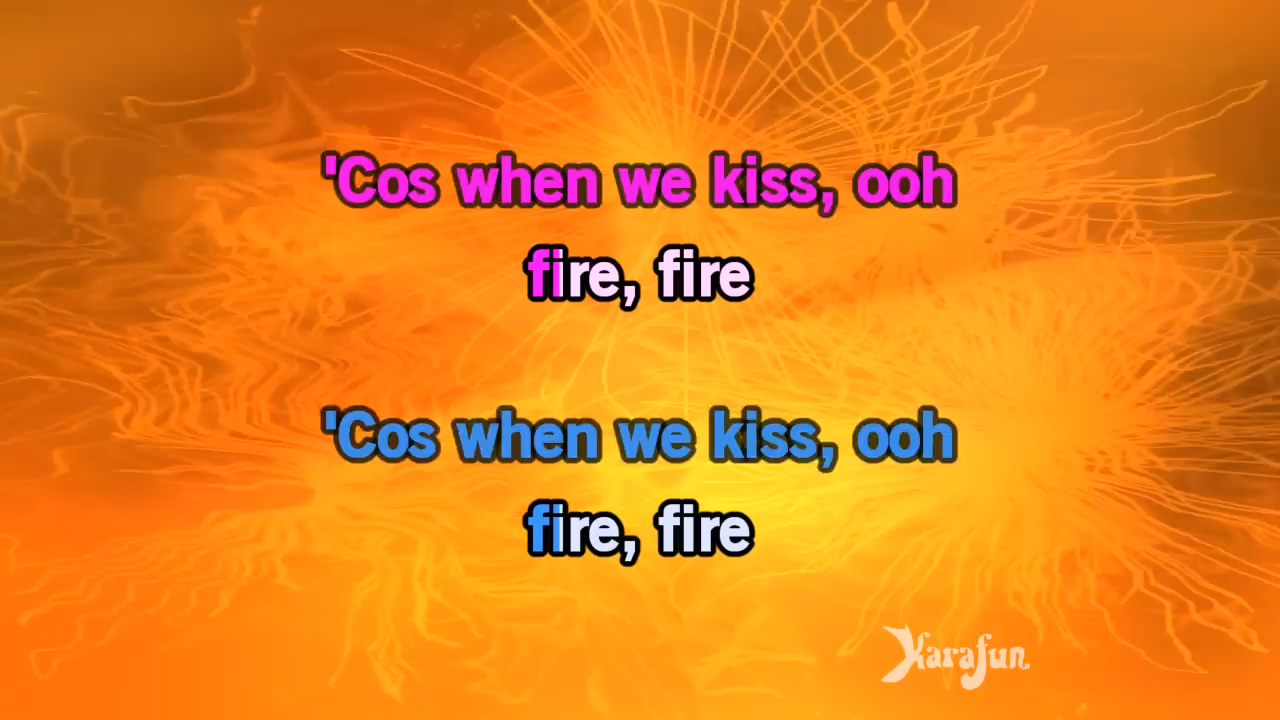 'Cos when we kiss, ooh
fire, fire
'Cos when we kiss, ooh
fire, fire
Karafun